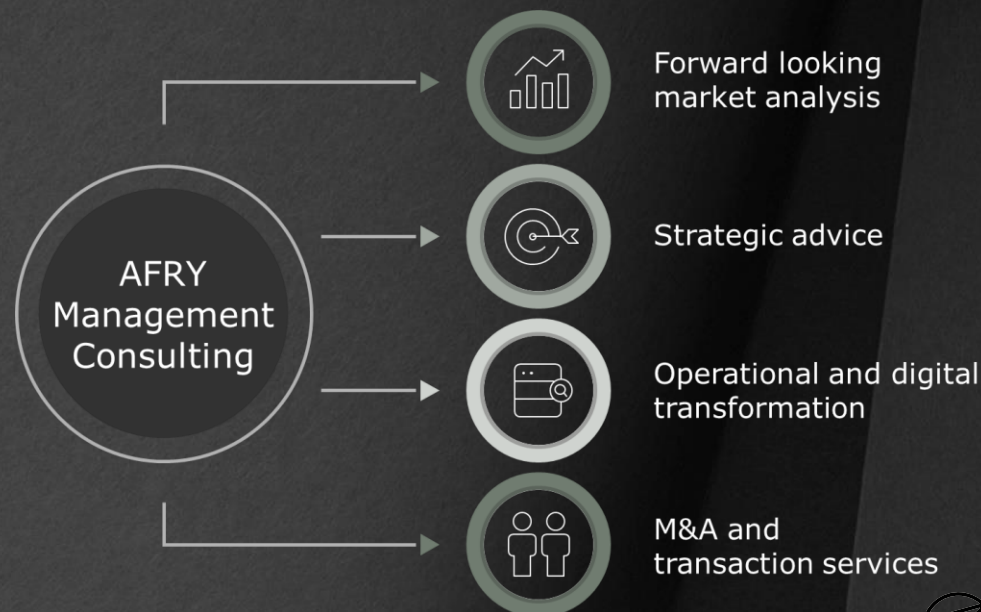 Forward looking
market analysis
Strategic advice
AFRY
Management
Consulting
Operational and digital
transformation
M&A and
transaction services